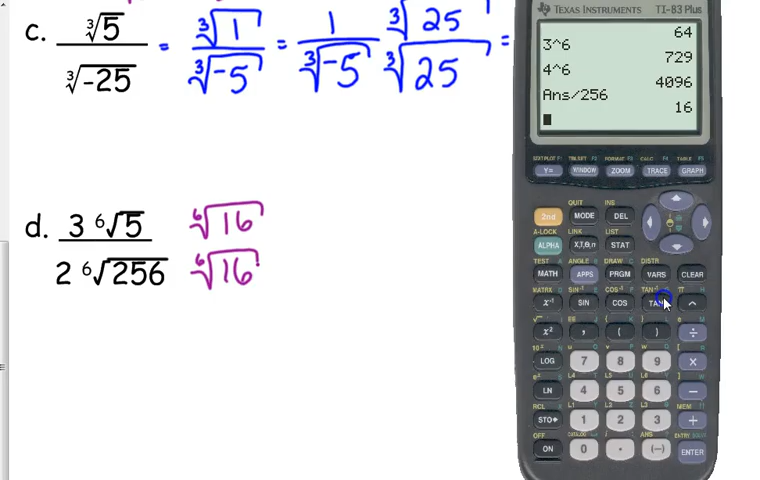 c. ∛5 / ∛-25 = ∛1 / ∛-5 = 1 / ∛-5 ∛25 / ∛25 =
d. 3 ⁶√5 / 2 ⁶√256 ⁶√16 / ⁶√16
TEXAS INSTRUMENTS TI-83 Plus
64
3^6
729
4^6
4096
Ans/256
16
STAT PLOT F1 TBLSET F2 FORMAT F3 CALC F4 TABLE F5
Y= WINDOW ZOOM TRACE GRAPH
QUIT INS
2nd MODE DEL
A-LOCK LINK LIST
ALPHA X,T,Θ,n STAT
TEST A ANGLE B DRAW C DISTR
MATH APPS PRGM VARS CLEAR
MATRX D SIN⁻¹ E COS⁻¹ F TAN⁻¹ G π H
x⁻¹ SIN COS TAN ^
√ I EE J { K } L e M
x² , ( ) ÷
10ˣ N
LOG 7 8 9 ×
eˣ S L4 T L5 U L6 V
LN 4 5 6 −
RCL X L1 Y L2 Z L3 θ MEM "
STO▸ 1 2 3 +
OFF CATALOG i : ANS ? ENTRY SOLVE
ON 0 . (−) ENTER